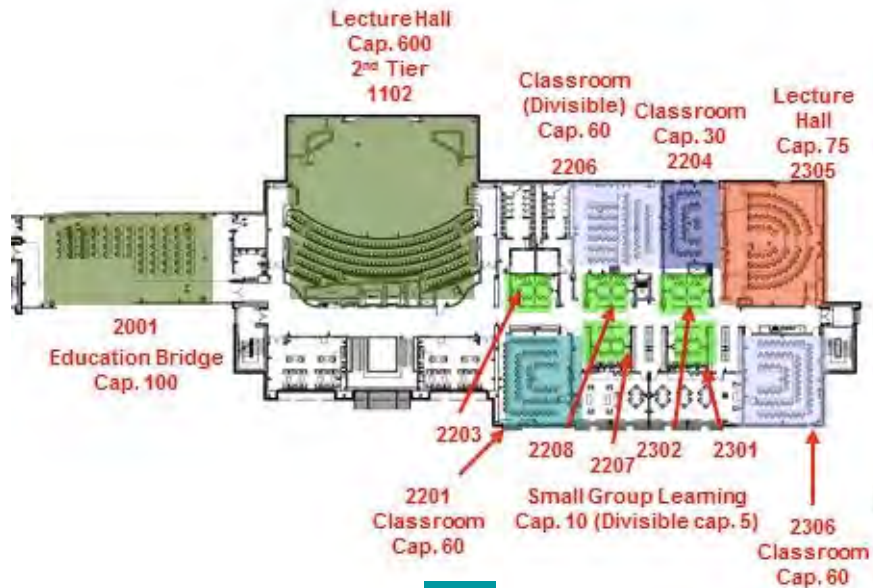 Lecture Hall
Cap. 600
2nd Tier
1102
Classroom
(Divisible)
Cap. 60
2206
Classroom
Cap. 30
2204
Lecture
Hall
Cap. 75
2305
2001
Education Bridge
Cap. 100
2203
2208
2207
2302
2301
2201
Classroom
Cap. 60
Small Group Learning
Cap. 10 (Divisible cap. 5)
2306
Classroom
Cap. 60